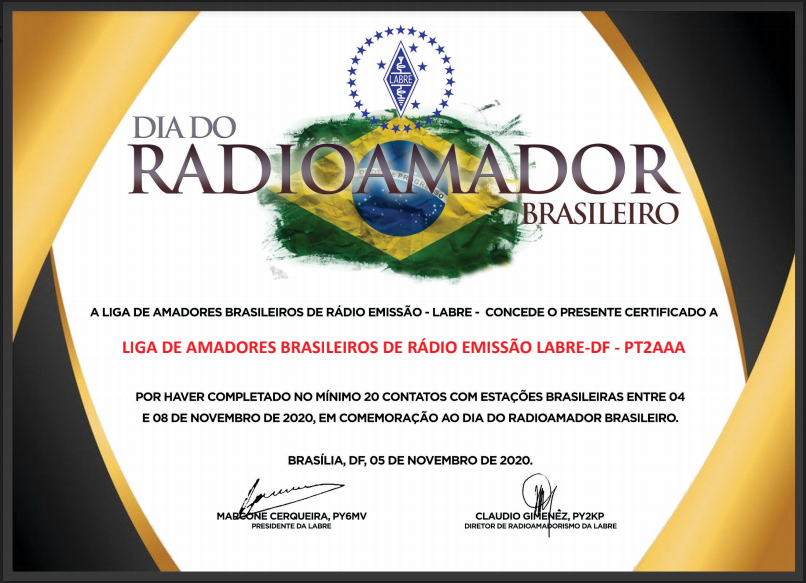 LABRE
DIA DO
RADIOAMADOR
BRASILEIRO
A LIGA DE AMADORES BRASILEIROS DE RÁDIO EMISSÃO - LABRE - CONCEDE O PRESENTE CERTIFICADO A
LIGA DE AMADORES BRASILEIROS DE RÁDIO EMISSÃO LABRE-DF - PT2AAA
POR HAVER COMPLETADO NO MÍNIMO 20 CONTATOS COM ESTAÇÕES BRASILEIRAS ENTRE 04
E 08 DE NOVEMBRO DE 2020, EM COMEMORAÇÃO AO DIA DO RADIOAMADOR BRASILEIRO.
BRASÍLIA, DF, 05 DE NOVEMBRO DE 2020.
MARCONE CERQUEIRA, PY6MV
PRESIDENTE DA LABRE
CLAUDIO GIMENEZ, PY2KP
DIRETOR DE RADIOAMADORISMO DA LABRE